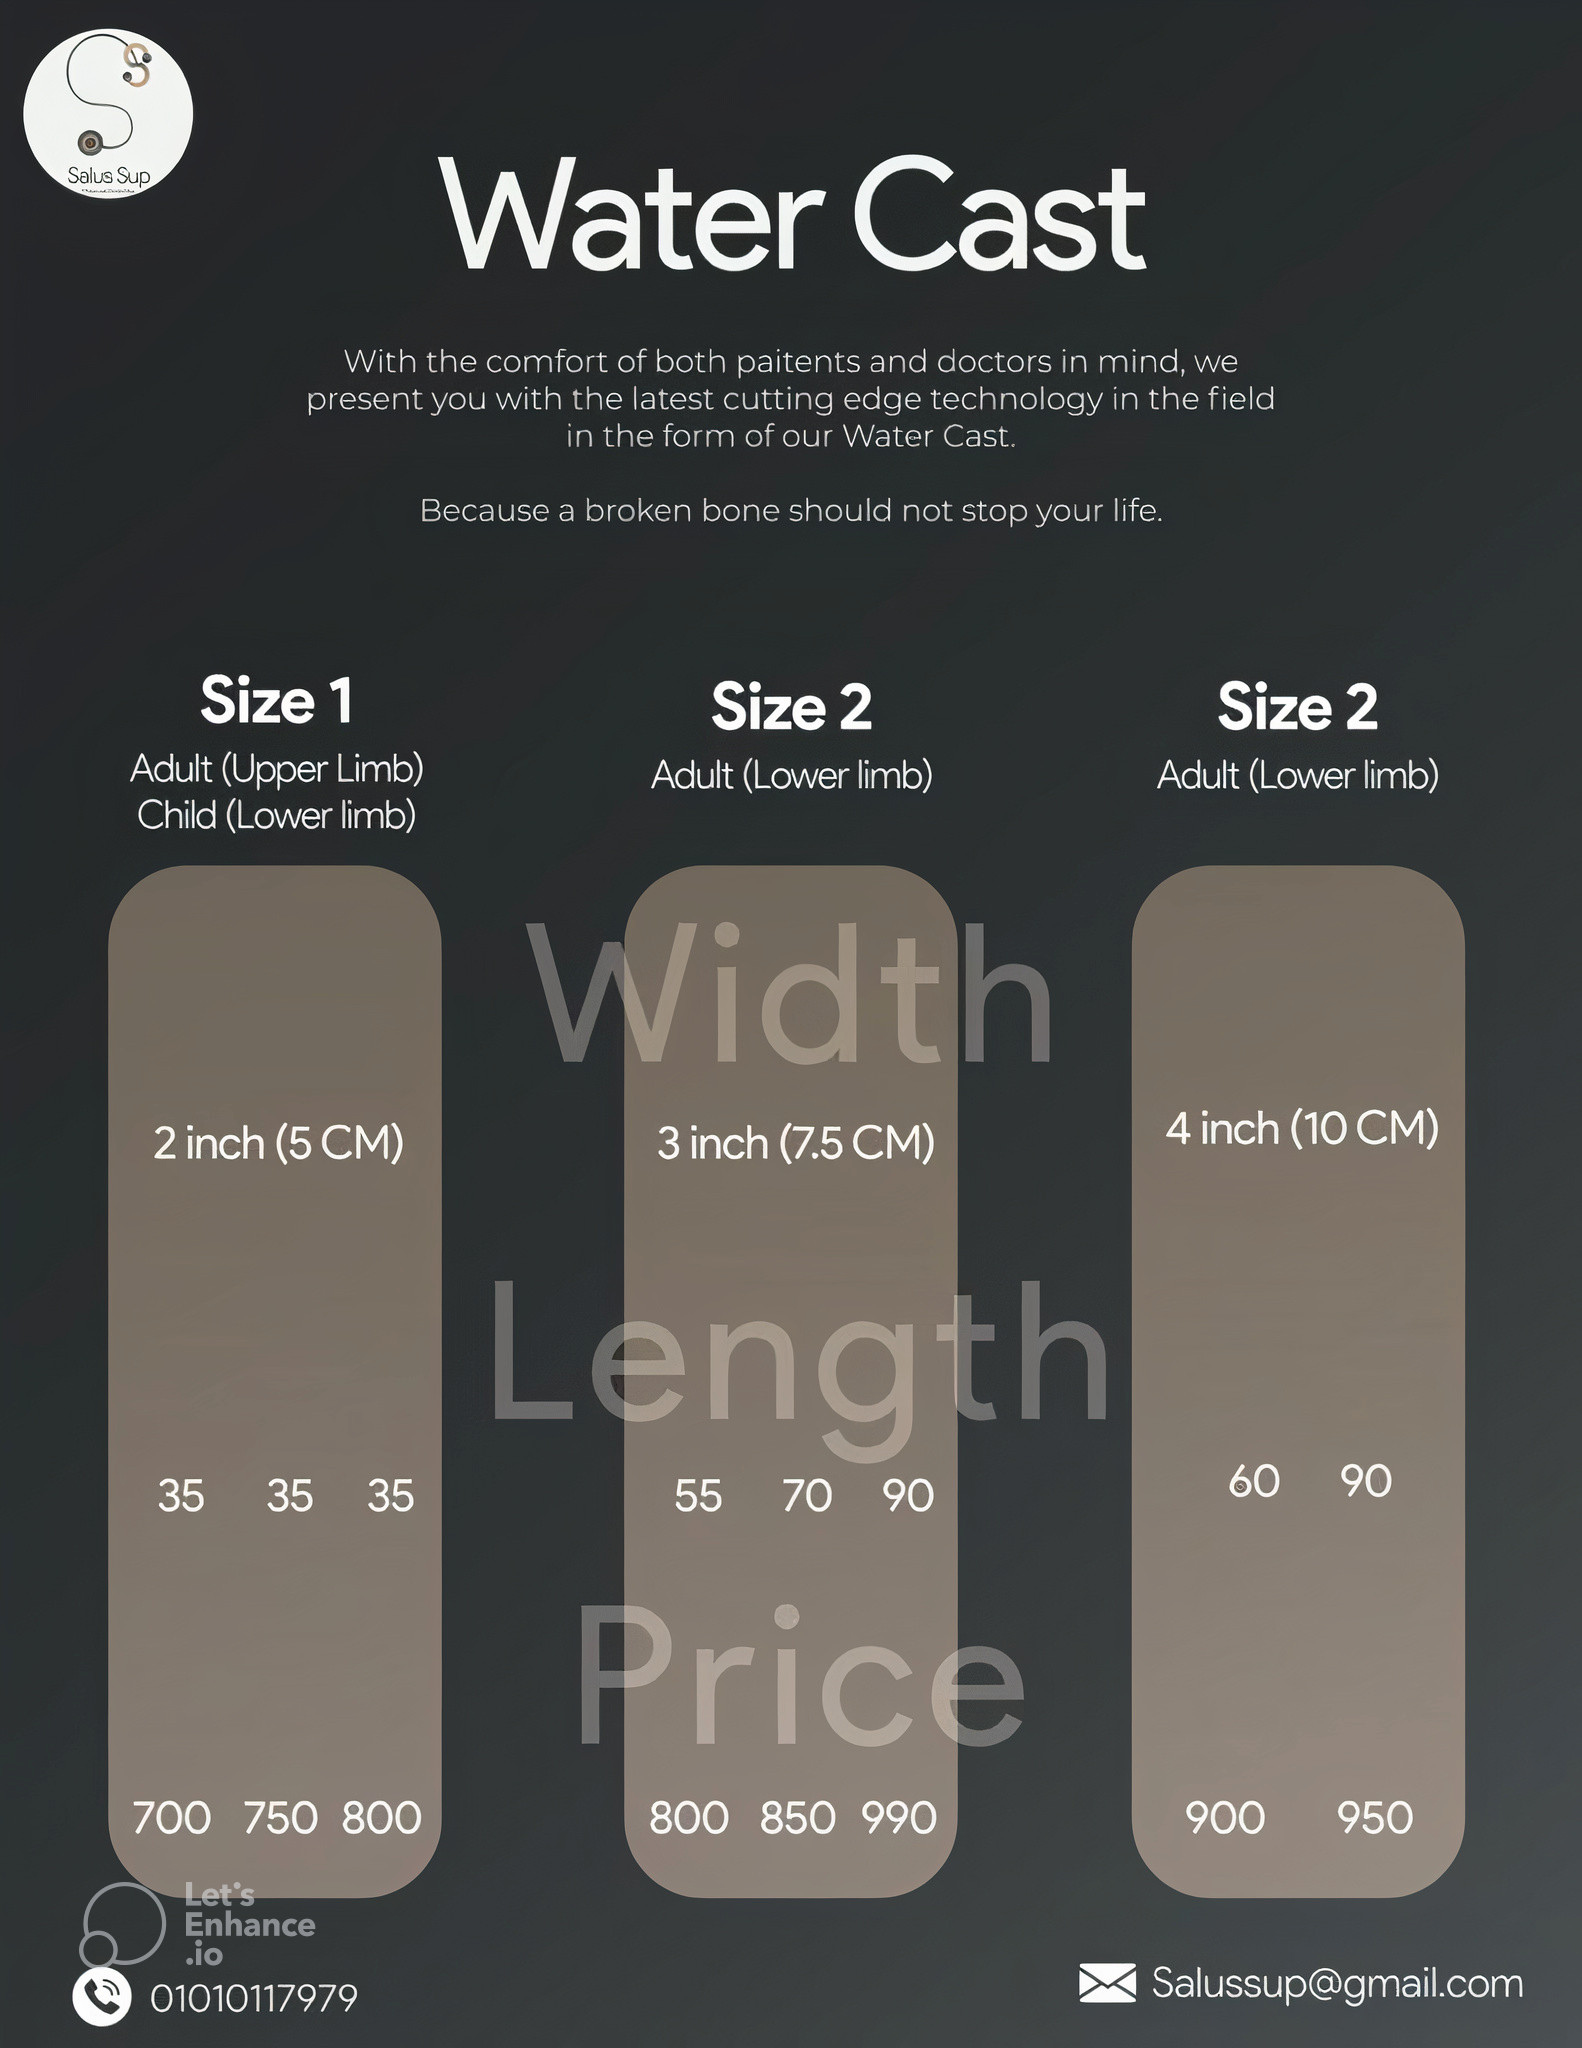 Salus Sup
Water Cast
With the comfort of both paitents and doctors in mind, we
present you with the latest cutting edge technology in the field
in the form of our Water Cast.
Because a broken bone should not stop your life.
Size 1
Adult (Upper Limb)
Child (Lower limb)
Size 2
Adult (Lower limb)
Size 2
Adult (Lower limb)
Width
2 inch (5 CM) 3 inch (7.5 CM) 4 inch (10 CM)
Length
35 35 35 55 70 90 60 90
Price
700 750 800 800 850 990 900 950
Let's
Enhance
.io
01010117979
Salussup@gmail.com